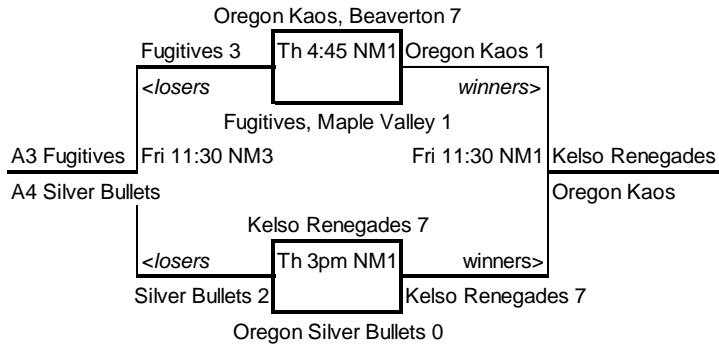 Oregon Kaos, Beaverton 7
Fugitives 3 Th 4:45 NM1 Oregon Kaos 1
<losers winners>
Fugitives, Maple Valley 1
A3 Fugitives Fri 11:30 NM3 Fri 11:30 NM1 Kelso Renegades
A4 Silver Bullets Oregon Kaos
Kelso Renegades 7
<losers Th 3pm NM1 winners>
Silver Bullets 2 Kelso Renegades 7
Oregon Silver Bullets 0